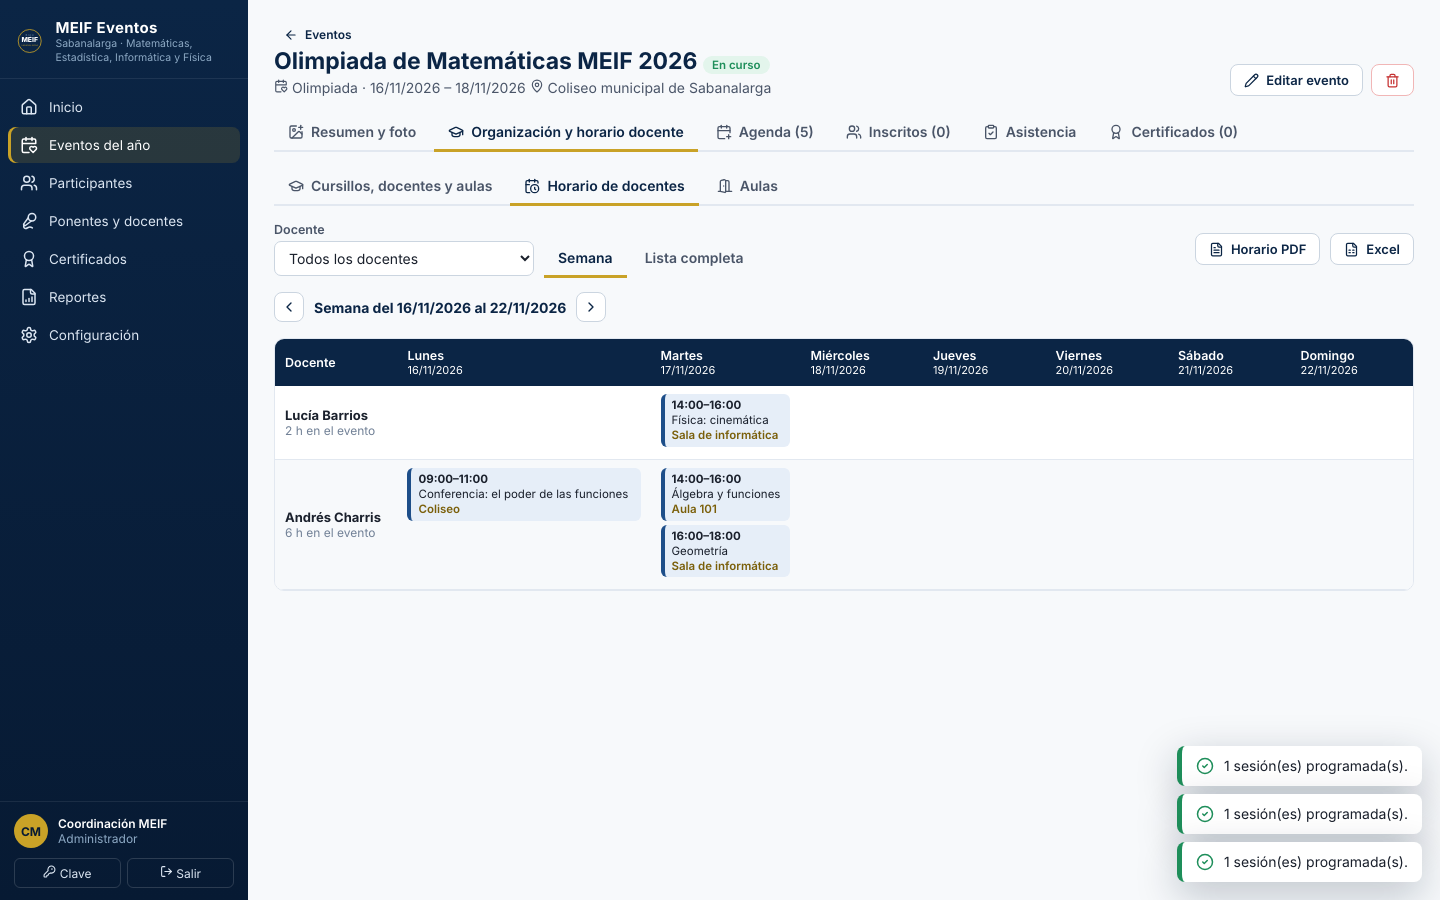 MEIF
MEIF Eventos
Sabanalarga · Matemáticas,
Estadística, Informática y Física
Inicio
Eventos del año
Participantes
Ponentes y docentes
Certificados
Reportes
Configuración
CM
Coordinación MEIF
Administrador
Clave
Salir
Eventos
Olimpiada de Matemáticas MEIF 2026
En curso
Olimpiada · 16/11/2026 – 18/11/2026 Coliseo municipal de Sabanalarga
Editar evento
Resumen y foto
Organización y horario docente
Agenda (5)
Inscritos (0)
Asistencia
Certificados (0)
Cursillos, docentes y aulas
Horario de docentes
Aulas
Docente
Todos los docentes
Semana
Lista completa
Horario PDF
Excel
Semana del 16/11/2026 al 22/11/2026
Docente
Lunes
16/11/2026
Martes
17/11/2026
Miércoles
18/11/2026
Jueves
19/11/2026
Viernes
20/11/2026
Sábado
21/11/2026
Domingo
22/11/2026
Lucía Barrios
2 h en el evento
14:00–16:00
Física: cinemática
Sala de informática
Andrés Charris
6 h en el evento
09:00–11:00
Conferencia: el poder de las funciones
Coliseo
14:00–16:00
Álgebra y funciones
Aula 101
16:00–18:00
Geometría
Sala de informática
1 sesión(es) programada(s).
1 sesión(es) programada(s).
1 sesión(es) programada(s).